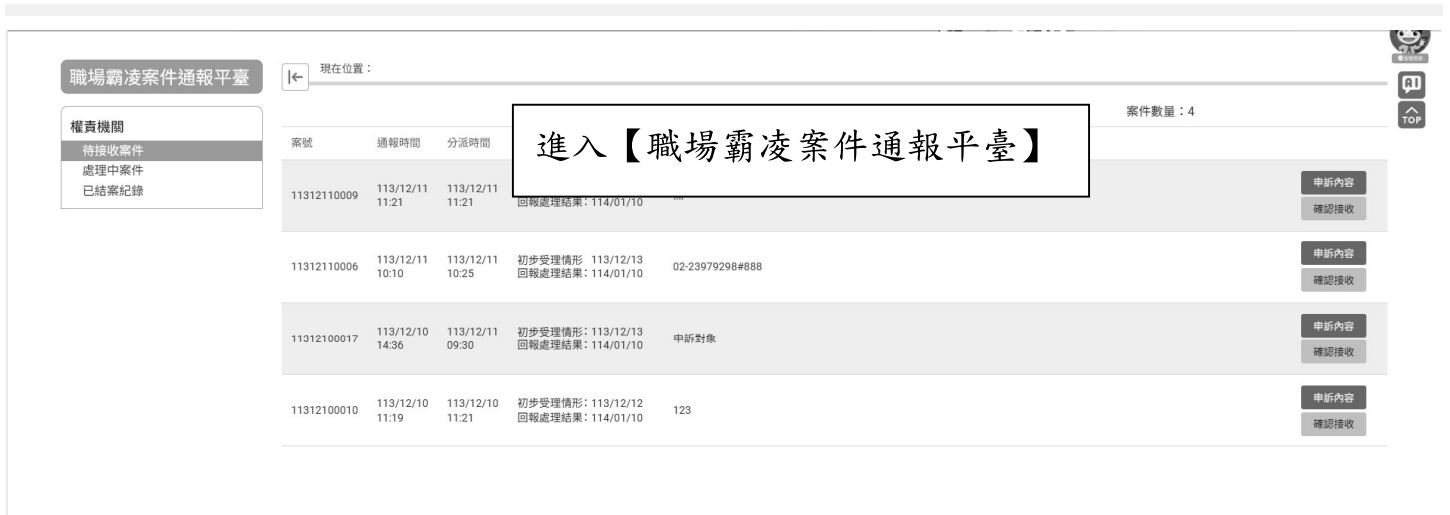 職場霸凌案件通報平臺
現在位置：
案件數量：4
權責機關
待接收案件
處理中案件
已結案紀錄
進入【職場霸凌案件通報平臺】
案號 通報時間 分派時間
11312110009 113/12/11 113/12/11 申訴內容
11:21 11:21 回報處理結果：114/01/10 確認接收
11312110006 113/12/11 113/12/11 初步受理情形 113/12/13 02-23979298#888 申訴內容
10:10 10:25 回報處理結果：114/01/10 確認接收
11312100017 113/12/10 113/12/11 初步受理情形：113/12/13 申訴對象 申訴內容
14:36 09:30 回報處理結果：114/01/10 確認接收
11312100010 113/12/10 113/12/10 初步受理情形：113/12/12 123 申訴內容
11:19 11:21 回報處理結果：114/01/10 確認接收
AI
TOP